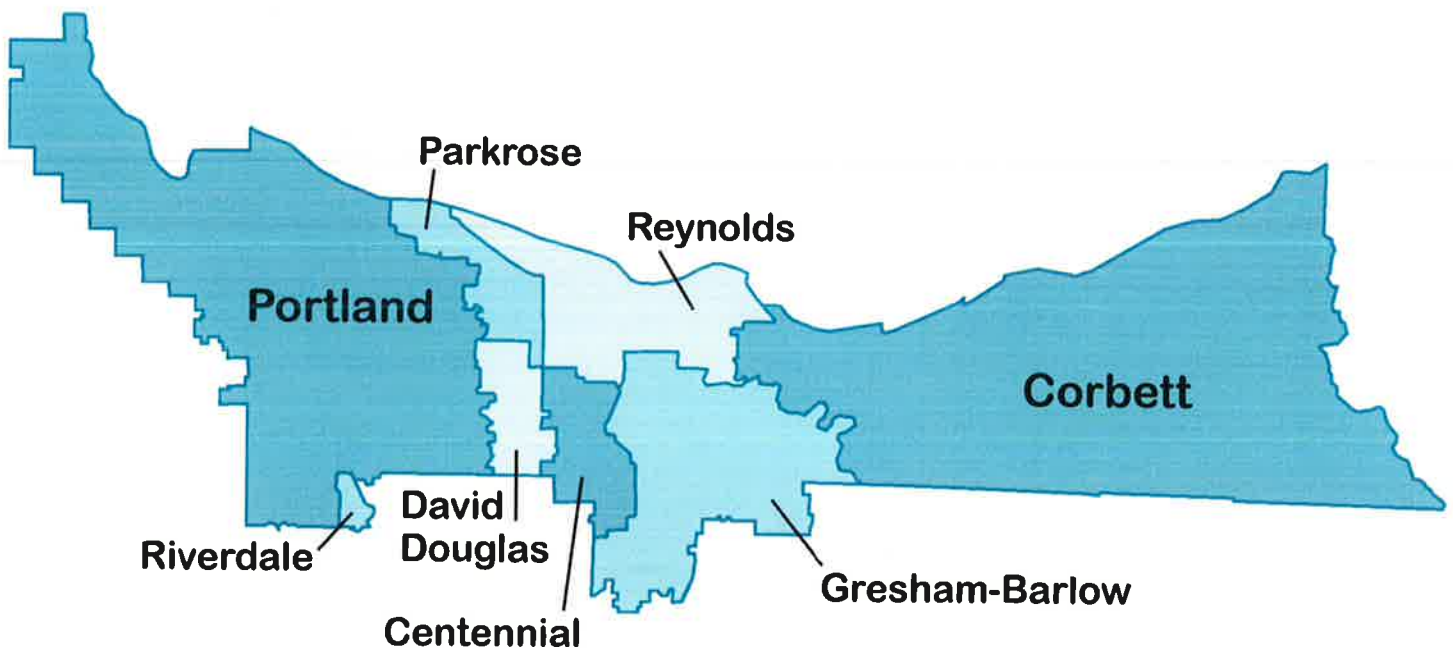 Parkrose
Reynolds
Portland
Corbett
Riverdale
David
Douglas
Gresham-Barlow
Centennial